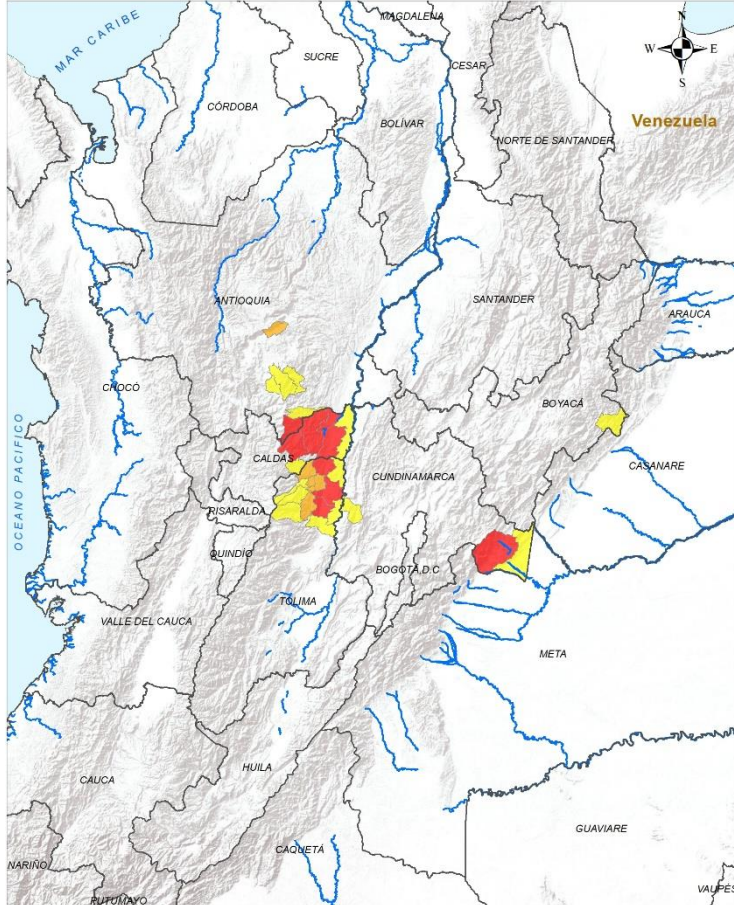 MAGDALENA
N
W
E
S
MAR CARIBE
SUCRE
CESAR
CÓRDOBA
BOLÍVAR
Venezuela
NORTE DE SANTANDER
ANTIOQUIA
SANTANDER
ARAUCA
CHOCÓ
BOYACÁ
OCEANO PACIFICO
CALDAS
CUNDINAMARCA
CASANARE
RISARALDA
QUINDÍO
BOGOTÁ,D.C
TOLIMA
VALLE DEL CAUCA
META
HUILA
CAUCA
GUAVIARE
CAQUETÁ
NARIÑO
PUTUMAYO
VAUPÉS